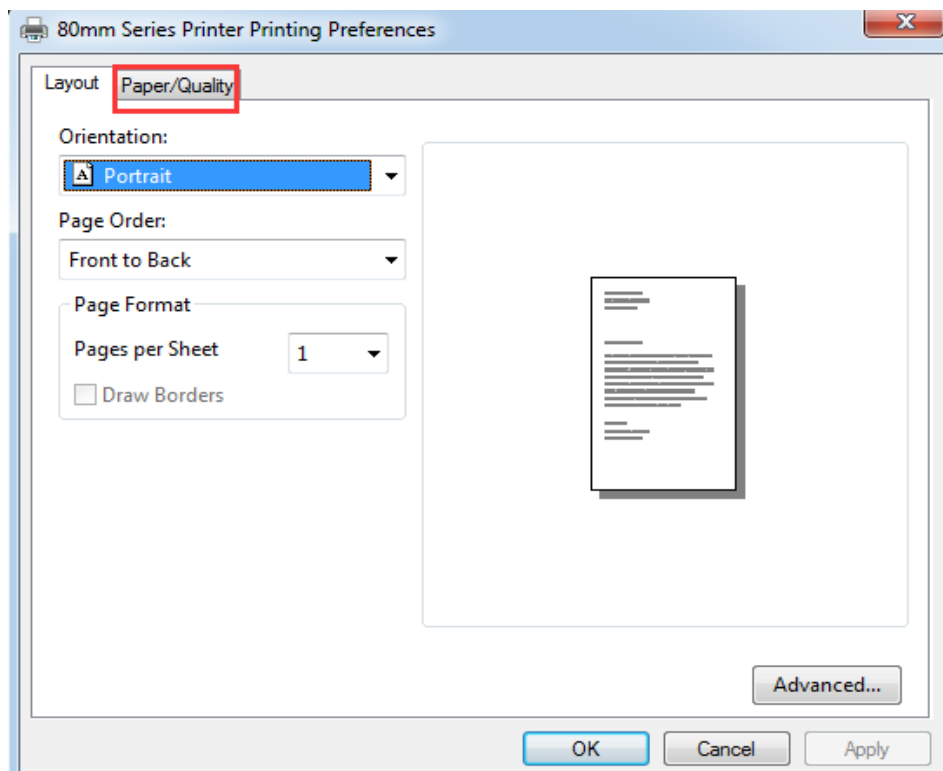 80mm Series Printer Printing Preferences
Layout Paper/Quality
Orientation:
A Portrait
Page Order:
Front to Back
Page Format
Pages per Sheet 1
Draw Borders
Advanced...
OK Cancel Apply